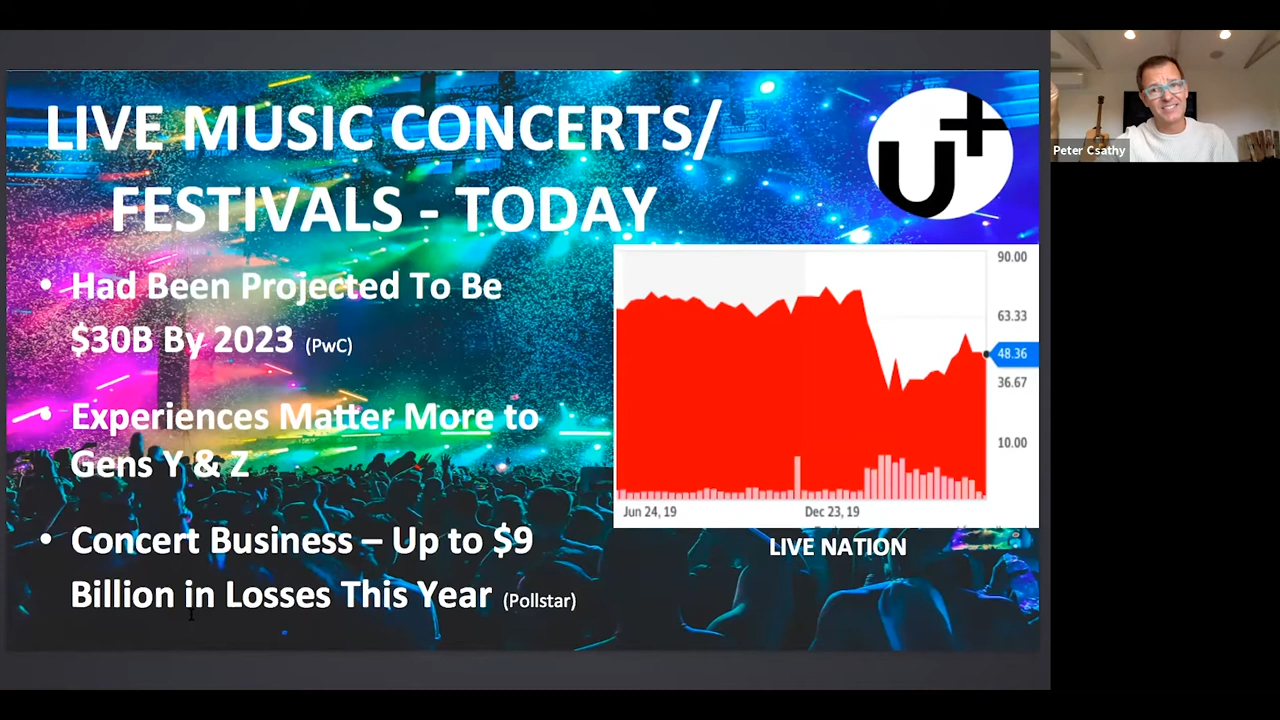 LIVE MUSIC CONCERTS/
FESTIVALS - TODAY
U+
• Had Been Projected To Be
$30B By 2023 (PwC)
• Experiences Matter More to
Gens Y & Z
• Concert Business – Up to $9
Billion in Losses This Year (Pollstar)
90.00
63.33
48.36
36.67
10.00
Jun 24, 19
Dec 23, 19
LIVE NATION
Peter Csathy